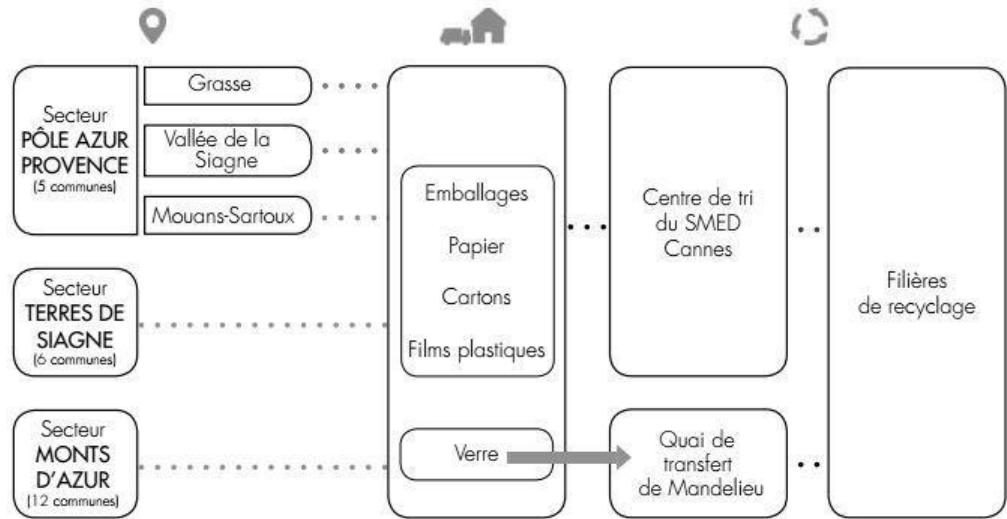 Secteur
PÔLE AZUR
PROVENCE
(5 communes)
Grasse
Vallée de la
Siagne
Mouans-Sartoux
Secteur
TERRES DE
SIAGNE
(6 communes)
Secteur
MONTS
D'AZUR
(12 communes)
Emballages
Papier
Cartons
Films plastiques
Verre
Centre de tri
du SMED
Cannes
Quai de
transfert
de Mandelieu
Filières
de recyclage